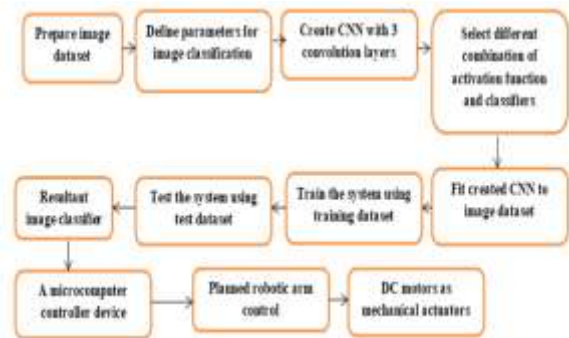 Prepare image
dataset
Define parameters for
image classification
Create CNN with 3
convolution layers
Select different
combination of
activation function
and classifiers
Fit created CNN to
image dataset
Train the system using
training dataset
Test the system using
test dataset
Resultant
image classifier
A microcomputer
controller device
Planned robotic arm
control
DC motors as
mechanical actuators